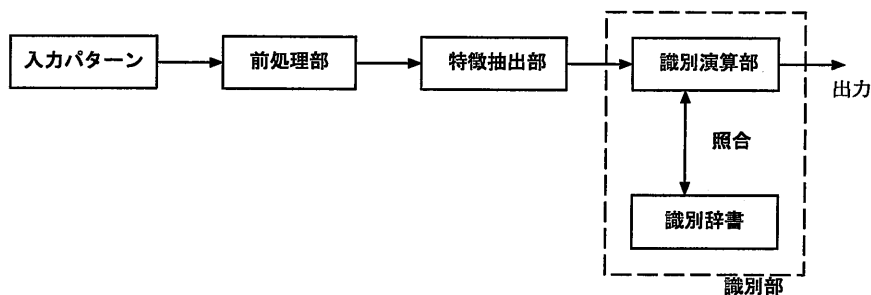 入力パターン
前処理部
特徴抽出部
識別演算部
出力
照合
識別辞書
識別部